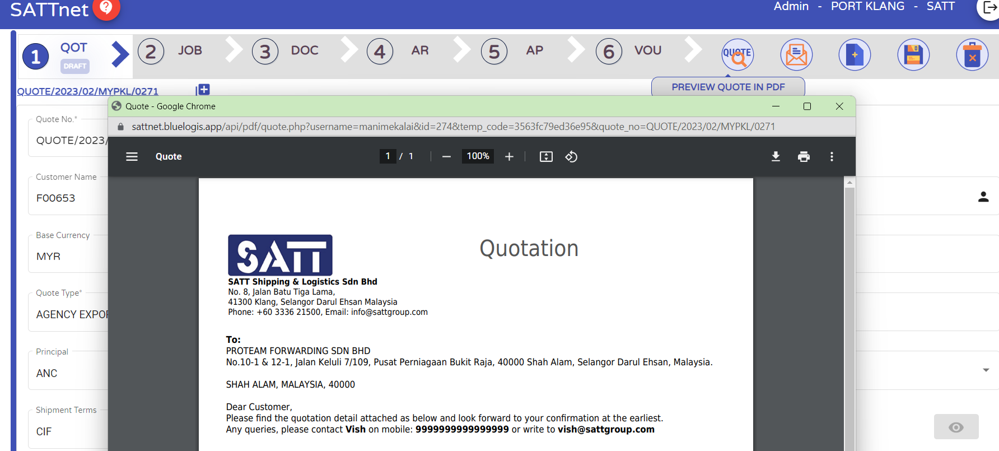 SATTnet
Admin - PORT KLANG - SATT
1 QOT DRAFT
2 JOB
3 DOC
4 AR
5 AP
6 VOU
QUOTE
PREVIEW QUOTE IN PDF
QUOTE/2023/02/MYPKL/0271
Quote No.*
QUOTE/2023/
Customer Name
F00653
Base Currency
MYR
Quote Type*
AGENCY EXPOR
Principal
ANC
Shipment Terms
CIF
Quote - Google Chrome
sattnet.bluelogis.app/api/pdf/quote.php?username=manimekalai&id=274&temp_code=3563fc79ed36e95&quote_no=QUOTE/2023/02/MYPKL/0271
Quote
1 / 1
100%
SATT
Quotation
SATT Shipping & Logistics Sdn Bhd
No. 8, Jalan Batu Tiga Lama,
41300 Klang, Selangor Darul Ehsan Malaysia
Phone: +60 3336 21500, Email: info@sattgroup.com
To:
PROTEAM FORWARDING SDN BHD
No.10-1 & 12-1, Jalan Keluli 7/109, Pusat Perniagaan Bukit Raja, 40000 Shah Alam, Selangor Darul Ehsan, Malaysia.
SHAH ALAM, MALAYSIA, 40000
Dear Customer,
Please find the quotation detail attached as below and look forward to your confirmation at the earliest.
Any queries, please contact Vish on mobile: 9999999999999999 or write to vish@sattgroup.com